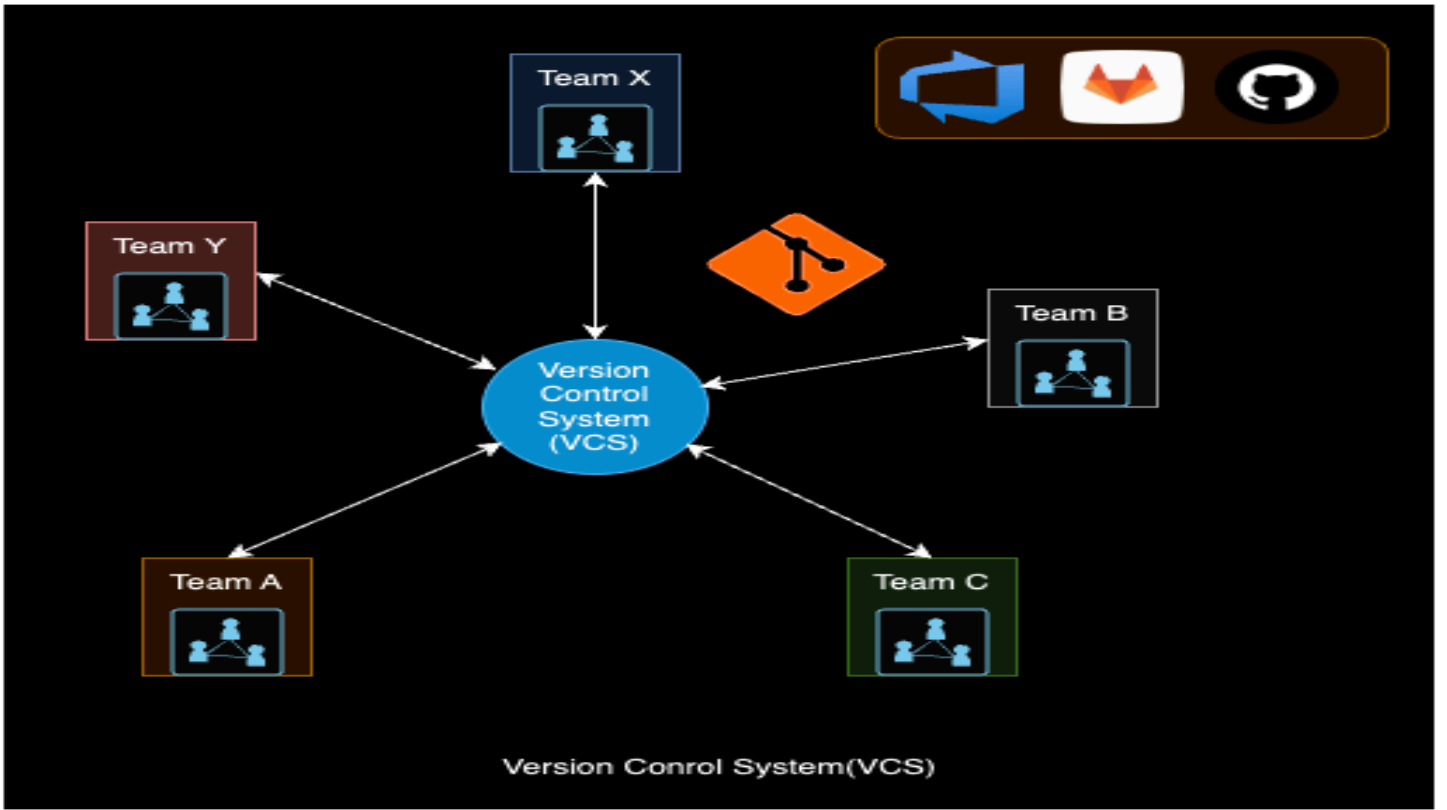 Team X
Team Y
Team B
Version
Control
System
(VCS)
Team A
Team C
Version Conrol System(VCS)